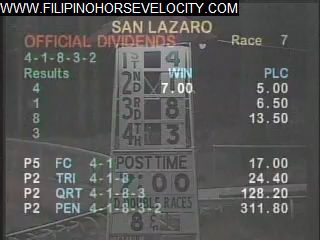 WWW.FILIPINOHORSEVELOCITY.COM
SAN LAZARO
OFFICIAL DIVIDENDS Race 7
4-1-8-3-2
Results WIN PLC
4 7.00 5.00
1 6.50
8 13.50
3
1ST 4
2ND
3RD 8
4TH 3
POST TIME
2:00
D.DOUBLE RACES
8
P5 FC 4-1 17.00
P2 TRI 4-1-8 24.40
P2 QRT 4-1-8-3 128.20
P2 PEN 4-1-8-3-2 311.80